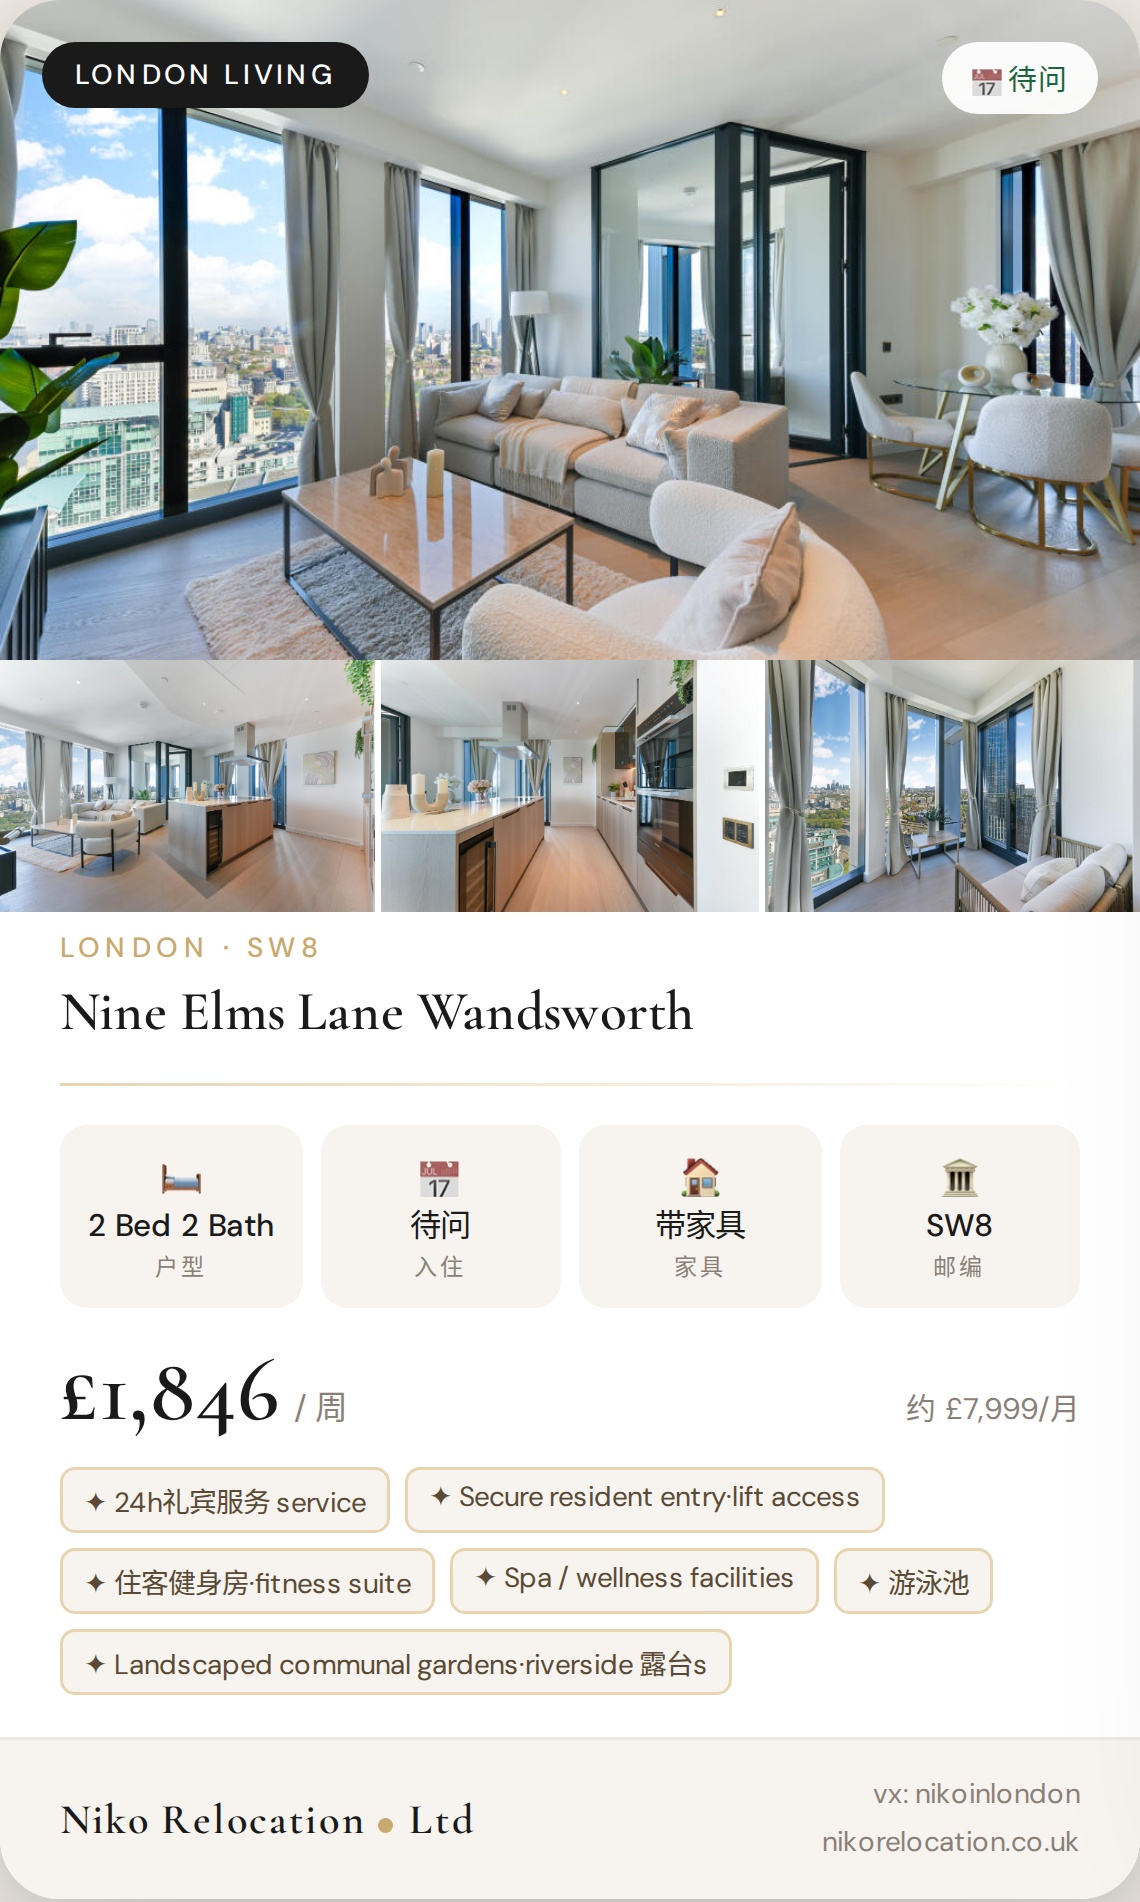 LONDON LIVING
📅 待问
LONDON · SW8
Nine Elms Lane Wandsworth
2 Bed 2 Bath
户型
待问
入住
带家具
家具
SW8
邮编
£1,846 / 周
约 £7,999/月
✦ 24h礼宾服务 service
✦ Secure resident entry·lift access
✦ 住客健身房·fitness suite
✦ Spa / wellness facilities
✦ 游泳池
✦ Landscaped communal gardens·riverside 露台s
Niko Relocation ● Ltd
vx: nikoinlondon
nikorelocation.co.uk